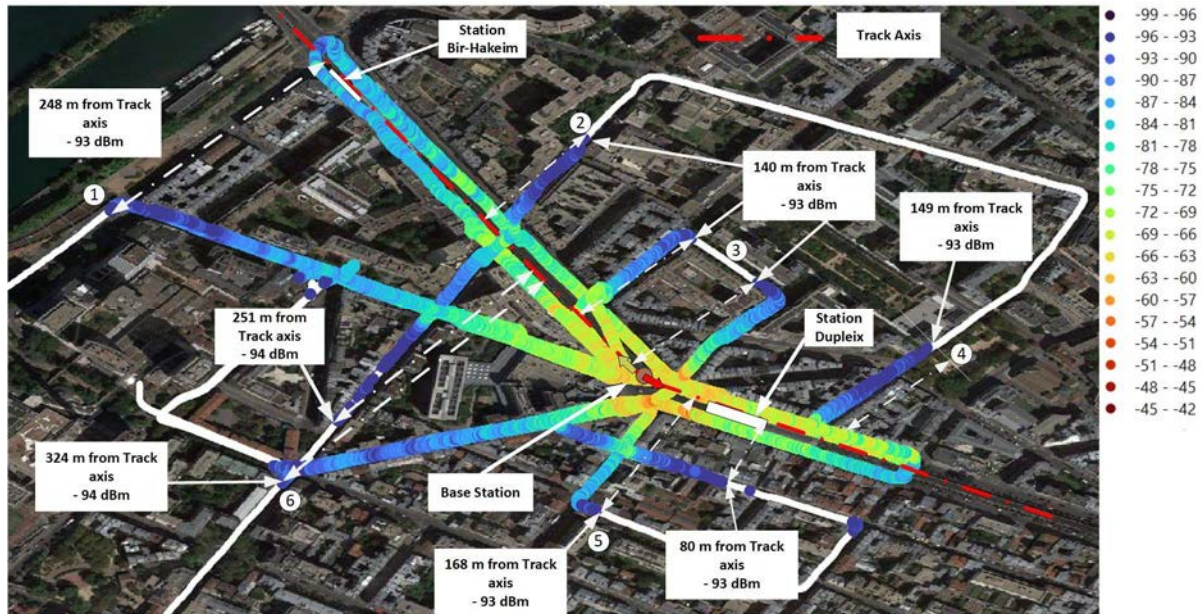 Station
Bir-Hakeim
Track Axis
248 m from Track
axis
- 93 dBm
1
2
140 m from Track
axis
- 93 dBm
149 m from Track
axis
- 93 dBm
3
251 m from
Track axis
- 94 dBm
Station
Dupleix
4
324 m from Track
axis
- 94 dBm
6
Base Station
5
168 m from Track
axis
- 93 dBm
80 m from Track
axis
- 93 dBm
-99 - -96
-96 - -93
-93 - -90
-90 - -87
-87 - -84
-84 - -81
-81 - -78
-78 - -75
-75 - -72
-72 - -69
-69 - -66
-66 - -63
-63 - -60
-60 - -57
-57 - -54
-54 - -51
-51 - -48
-48 - -45
-45 - -42